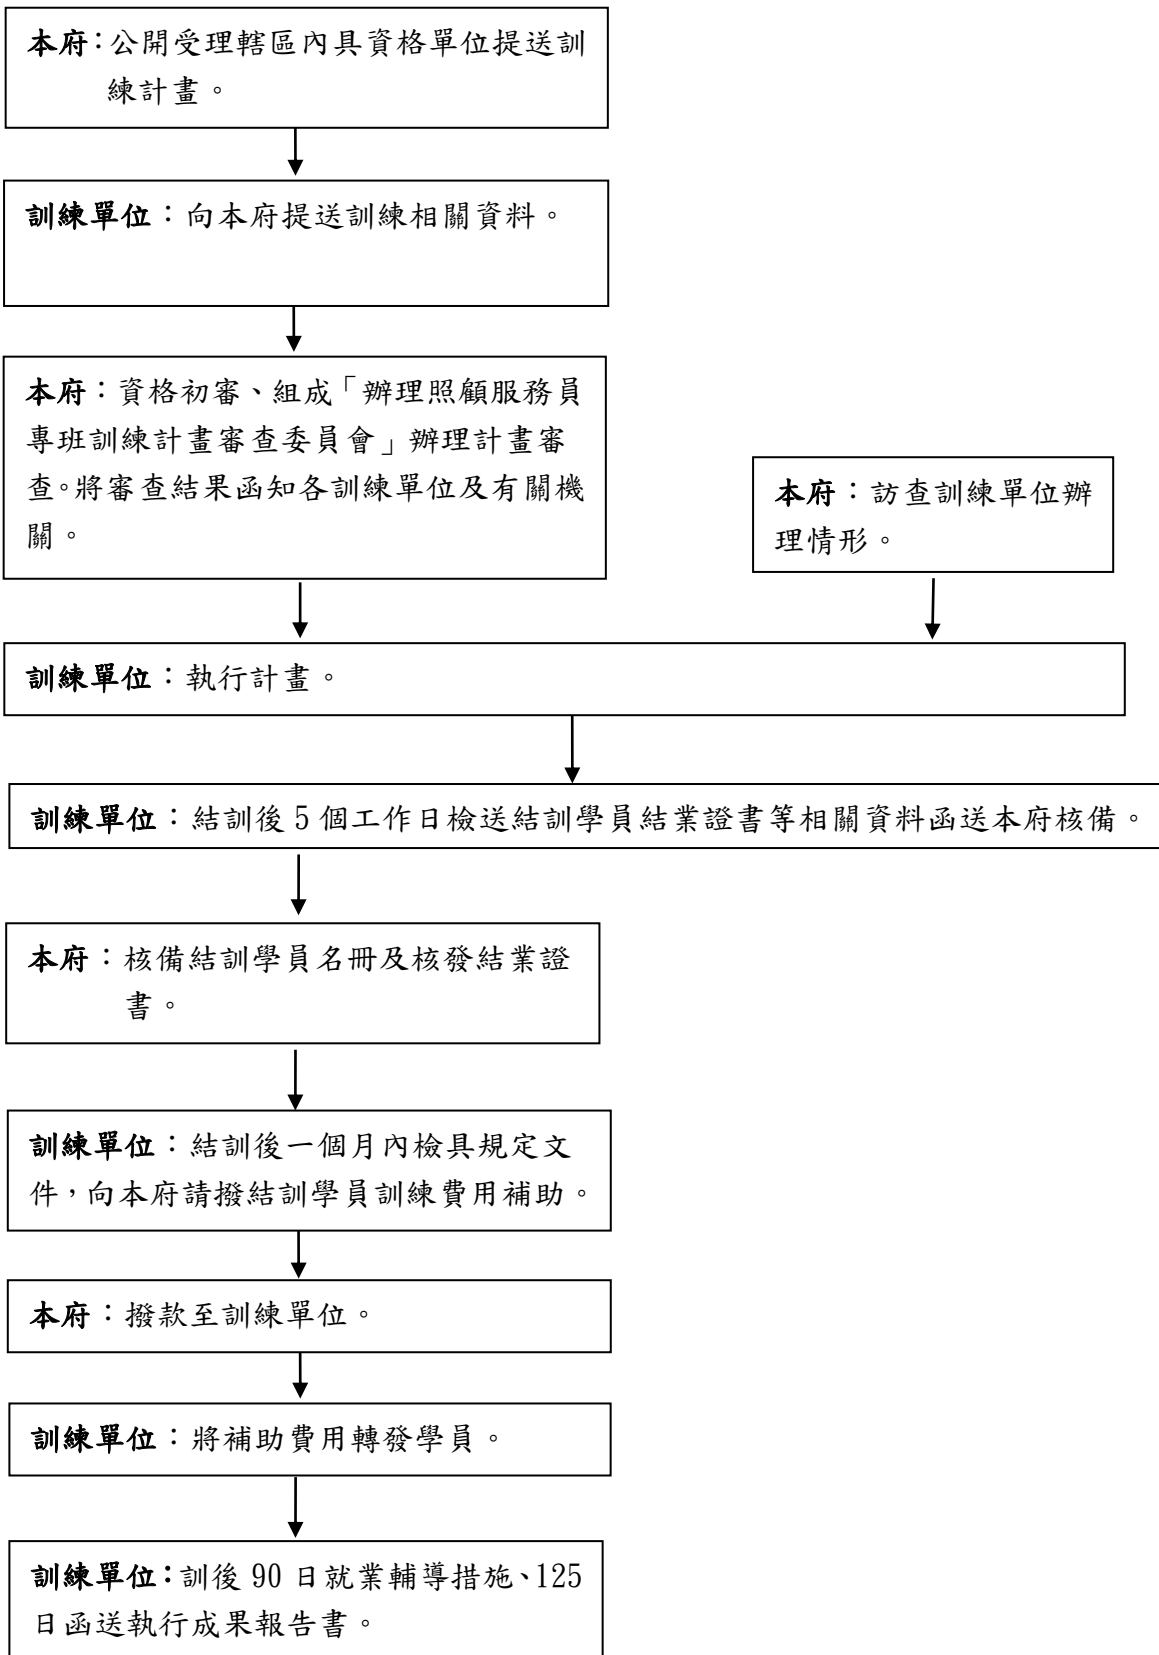 本府：公開受理轄區內具資格單位提送訓
練計畫。
訓練單位：向本府提送訓練相關資料。
本府：資格初審、組成「辦理照顧服務員
專班訓練計畫審查委員會」辦理計畫審
查。將審查結果函知各訓練單位及有關機
關。
本府：訪查訓練單位辦
理情形。
訓練單位：執行計畫。
訓練單位：結訓後 5 個工作日檢送結訓學員結業證書等相關資料函送本府核備。
本府：核備結訓學員名冊及核發結業證
書。
訓練單位：結訓後一個月內檢具規定文
件，向本府請撥結訓學員訓練費用補助。
本府：撥款至訓練單位。
訓練單位：將補助費用轉發學員。
訓練單位：訓後 90 日就業輔導措施、125
日函送執行成果報告書。